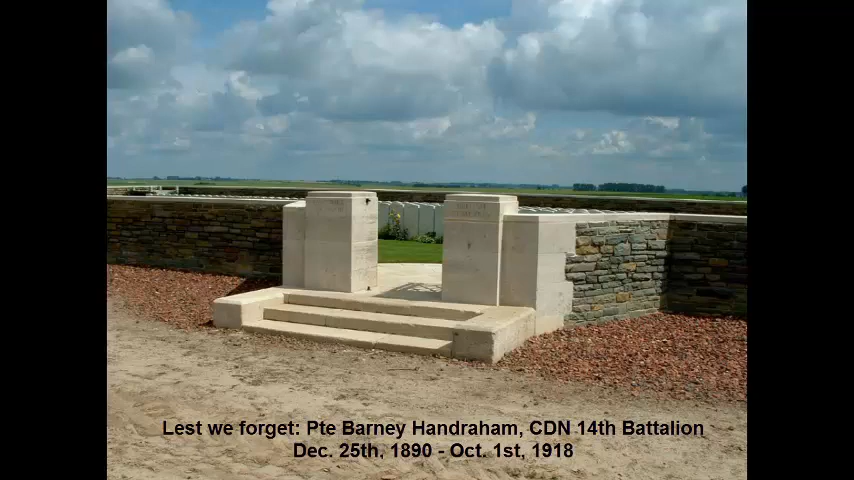 Lest we forget: Pte Barney Handraham, CDN 14th Battalion
Dec. 25th, 1890 - Oct. 1st, 1918